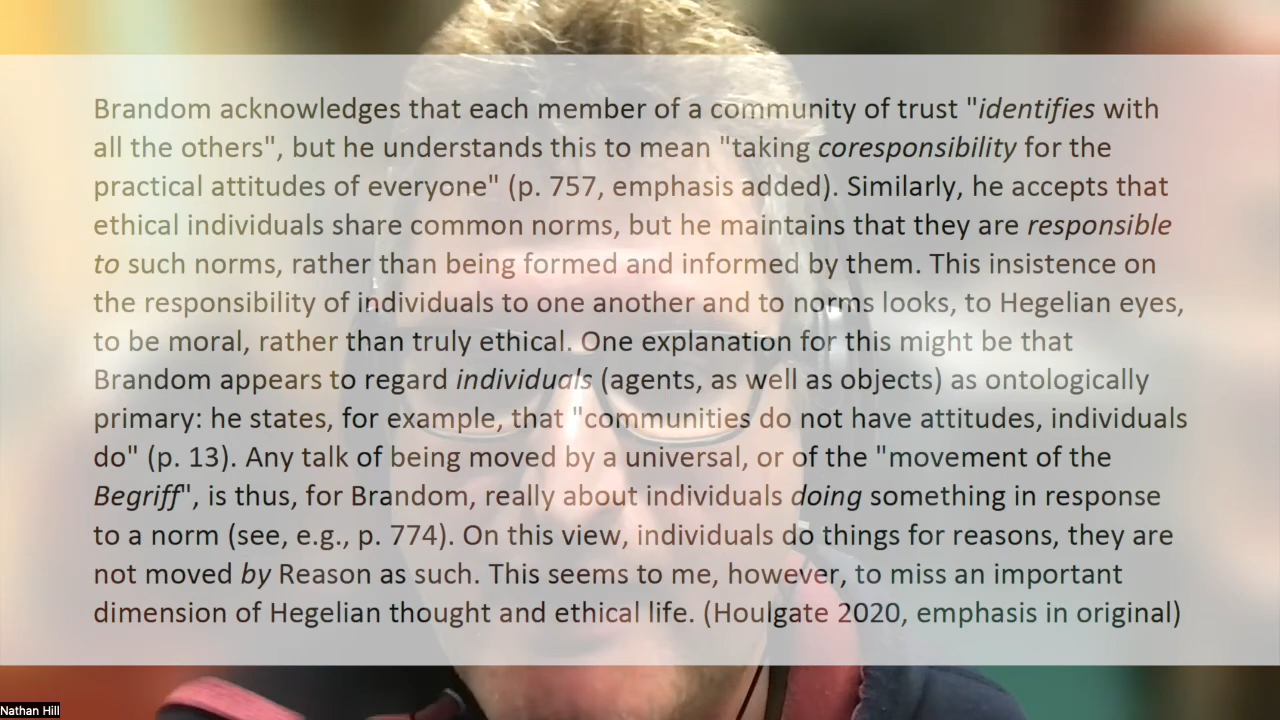 Brandom acknowledges that each member of a community of trust "identifies with
all the others", but he understands this to mean "taking coresponsibility for the
practical attitudes of everyone" (p. 757, emphasis added). Similarly, he accepts that
ethical individuals share common norms, but he maintains that they are responsible
to such norms, rather than being formed and informed by them. This insistence on
the responsibility of individuals to one another and to norms looks, to Hegelian eyes,
to be moral, rather than truly ethical. One explanation for this might be that
Brandom appears to regard individuals (agents, as well as objects) as ontologically
primary: he states, for example, that "communities do not have attitudes, individuals
do" (p. 13). Any talk of being moved by a universal, or of the "movement of the
Begriff", is thus, for Brandom, really about individuals doing something in response
to a norm (see, e.g., p. 774). On this view, individuals do things for reasons, they are
not moved by Reason as such. This seems to me, however, to miss an important
dimension of Hegelian thought and ethical life. (Houlgate 2020, emphasis in original)
Nathan Hill